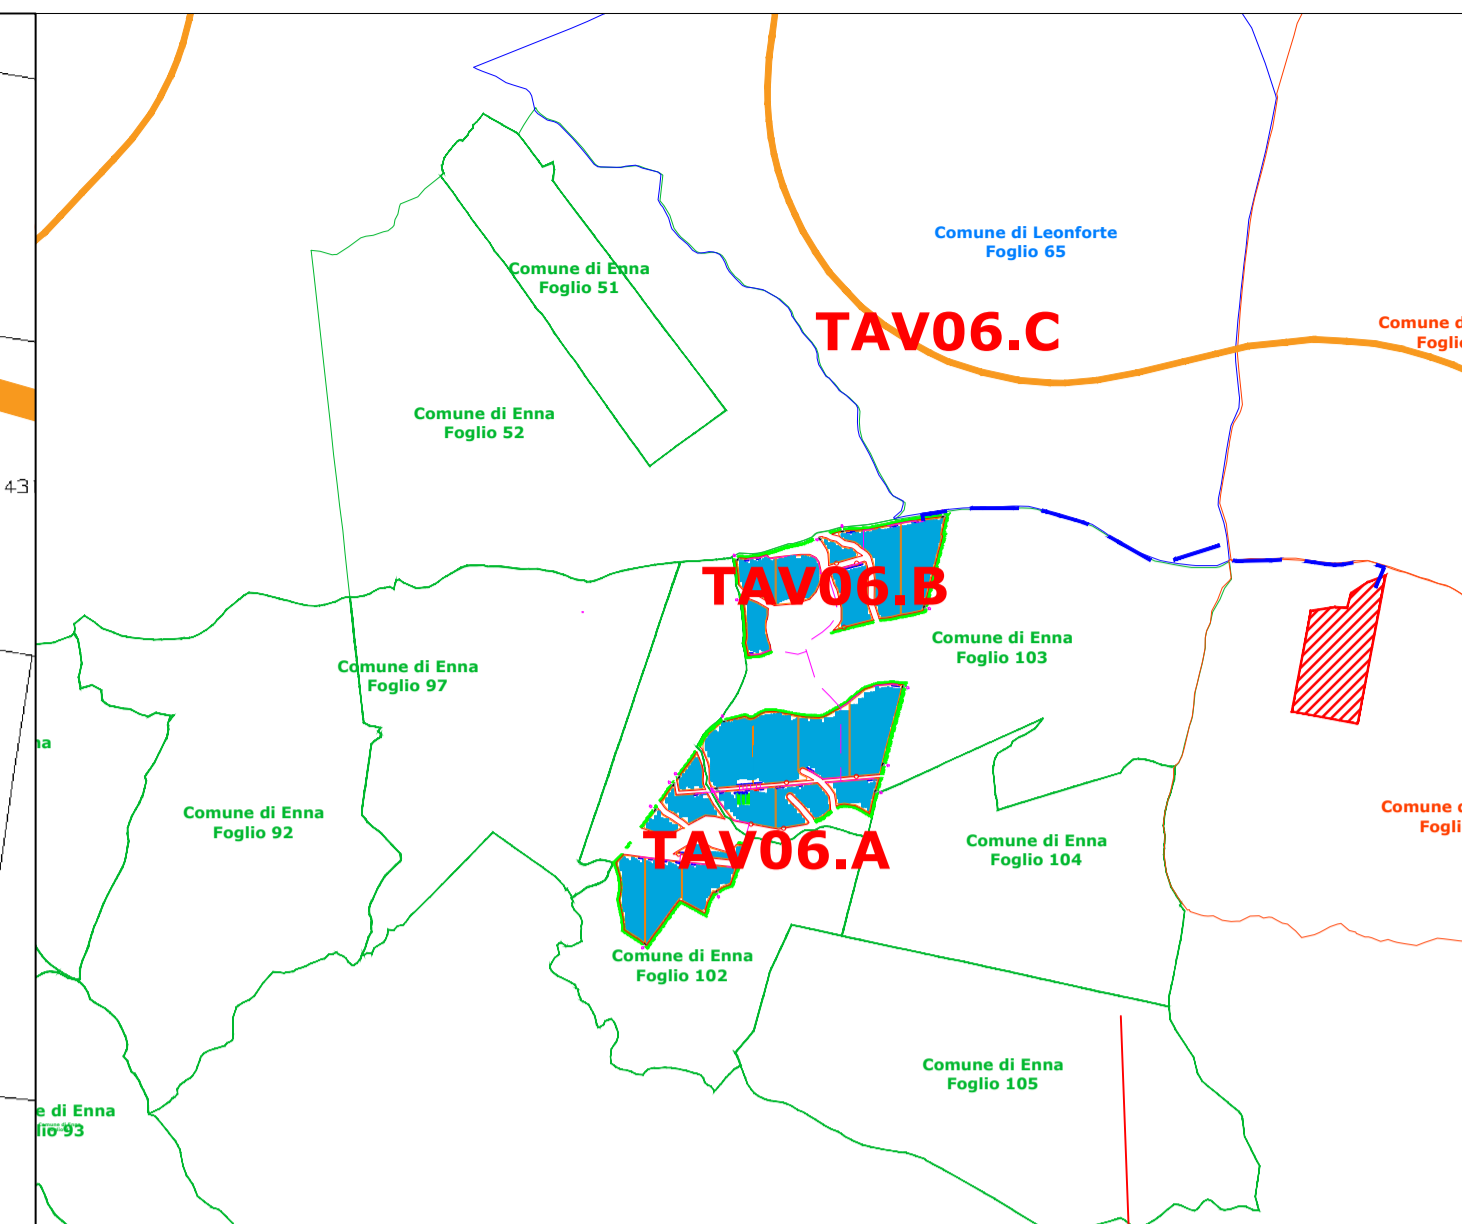 Comune di Leonforte
Foglio 65
Comune di Enna
Foglio 51
TAV06.C
Comune d
Foglio
Comune di Enna
Foglio 52
43
TAV06.B
Comune di Enna
Foglio 103
Comune di Enna
Foglio 97
na
Comune di Enna
Foglio 92
Comune d
Fogli
TAV06.A
Comune di Enna
Foglio 104
Comune di Enna
Foglio 102
Comune di Enna
Foglio 105
e di Enna
lio 93